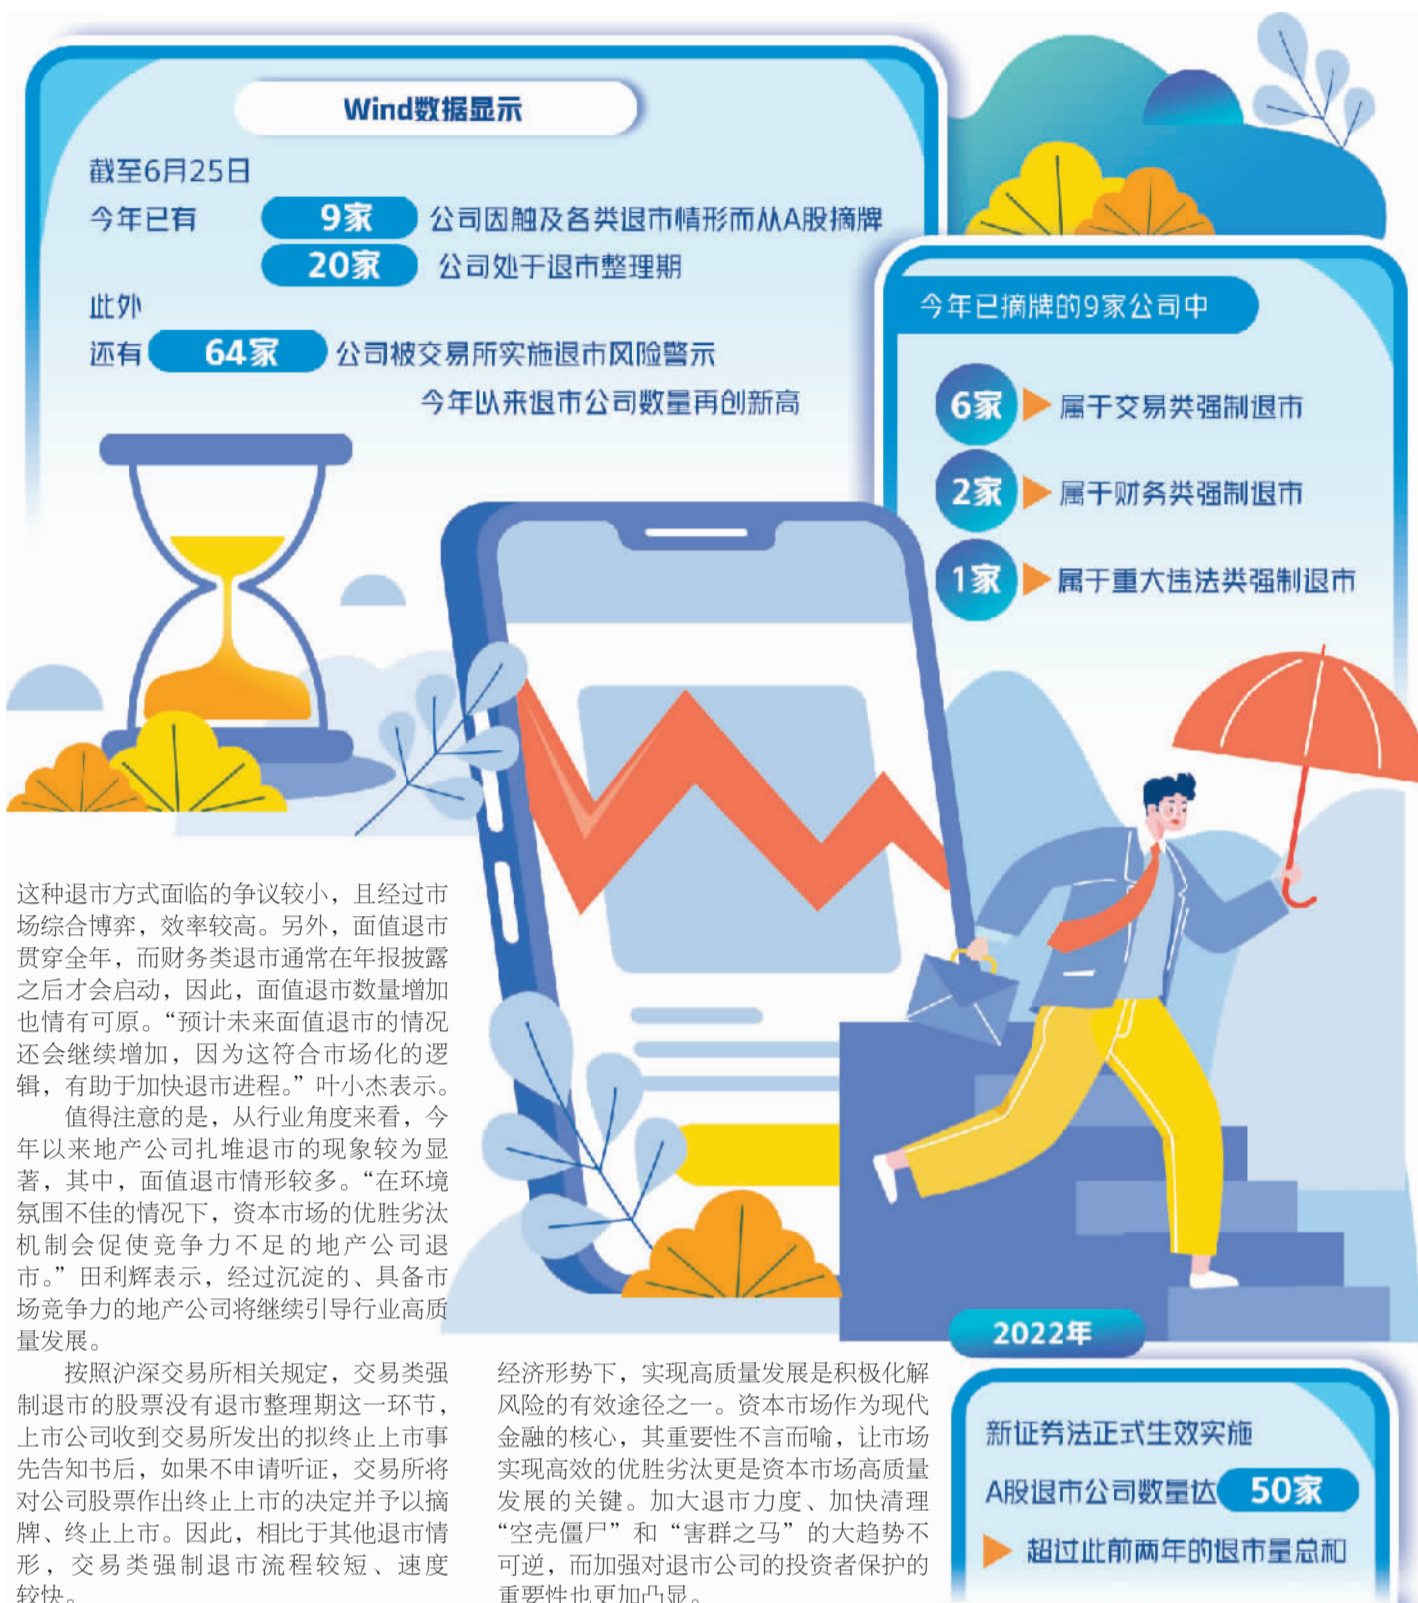 Wind数据显示
截至6月25日
今年已有 9家 公司因触及各类退市情形而从A股摘牌
20家 公司处于退市整理期
此外
还有 64家 公司被交易所实施退市风险警示
今年以来退市公司数量再创新高
今年已摘牌的9家公司中
6家 属于交易类强制退市
2家 属于财务类强制退市
1家 属于重大违法类强制退市
这种退市方式面临的争议较小，且经过市
场综合博弈，效率较高。另外，面值退市
贯穿全年，而财务类退市通常在年报披露
之后才会启动，因此，面值退市数量增加
也情有可原。“预计未来面值退市的情况
还会继续增加，因为这符合市场化的逻
辑，有助于加快退市进程。”叶小杰表示。
值得注意的是，从行业角度来看，今
年以来地产公司扎堆退市的现象较为显
著，其中，面值退市情形较多。“在环境
氛围不佳的情况下，资本市场的优胜劣汰
机制会促使竞争力不足的地产公司退
市。”田利辉表示，经过沉淀的、具备市
场竞争力的地产公司将继续引导行业高质
量发展。
按照沪深交易所相关规定，交易类强
制退市的股票没有退市整理期这一环节，
上市公司收到交易所发出的拟终止上市事
先告知书后，如果不申请听证，交易所将
对公司股票作出终止上市的决定并予以摘
牌、终止上市。因此，相比于其他退市情
形，交易类强制退市流程较短、速度
较快。
经济形势下，实现高质量发展是积极化解
风险的有效途径之一。资本市场作为现代
金融的核心，其重要性不言而喻，让市场
实现高效的优胜劣汰更是资本市场高质量
发展的关键。加大退市力度、加快清理
“空壳僵尸”和“害群之马”的大趋势不
可逆，而加强对退市公司的投资者保护的
重要性也更加凸显。
2022年
新证券法正式生效实施
A股退市公司数量达 50家
超过此前两年的退市量总和